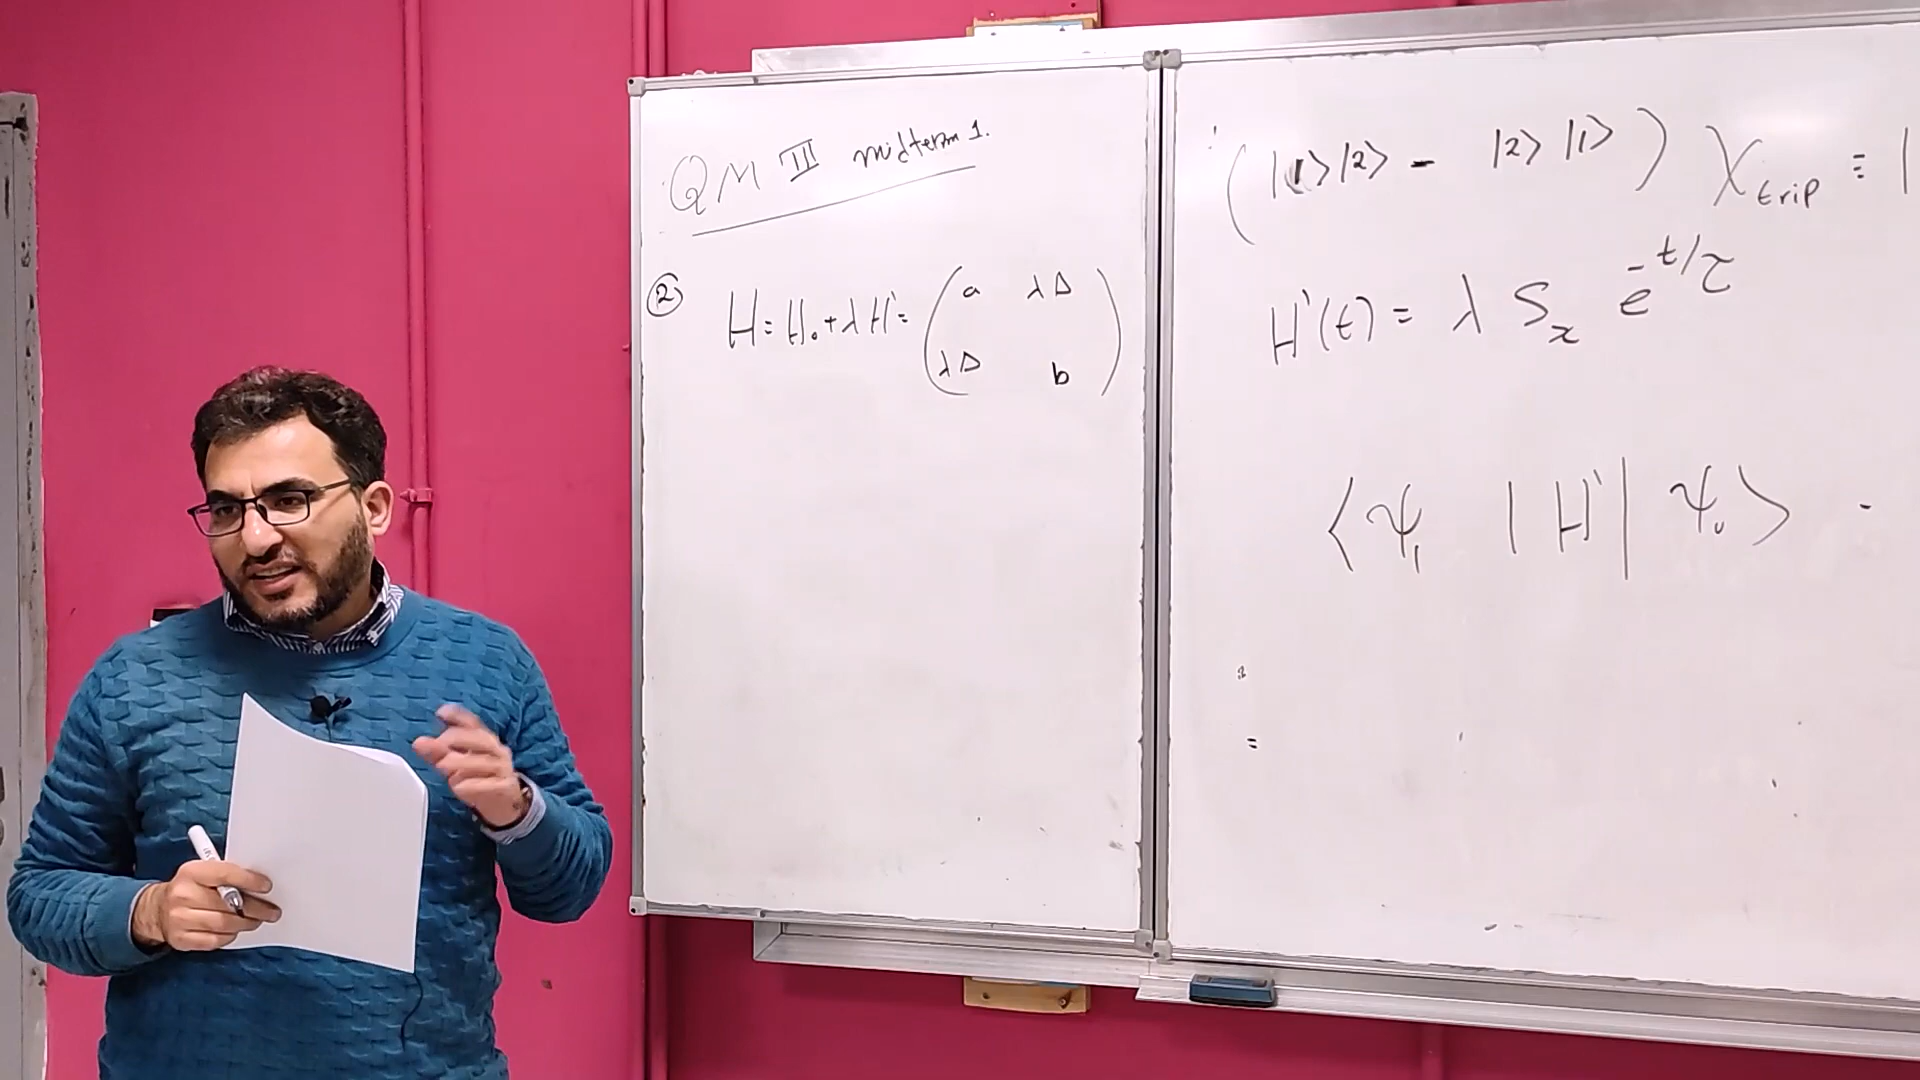 QM III midterm 1.
② H = H₀ + λH' = ( a λΔ
λΔ b )
( |1>|2> - |2>|1> ) χ_trip = |
H'(t) = λ S_x e^{-t/τ}
<ψ₁ | H' | ψ₀> -
=